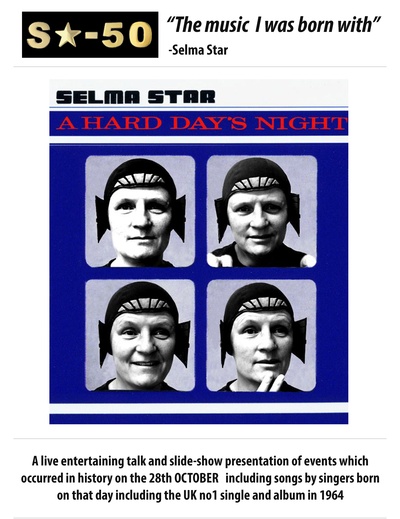 S★-50
“The music I was born with”
-Selma Star
SELMA STAR
A HARD DAY'S NIGHT
A live entertaining talk and slide-show presentation of events which
occurred in history on the 28th OCTOBER including songs by singers born
on that day including the UK no1 single and album in 1964